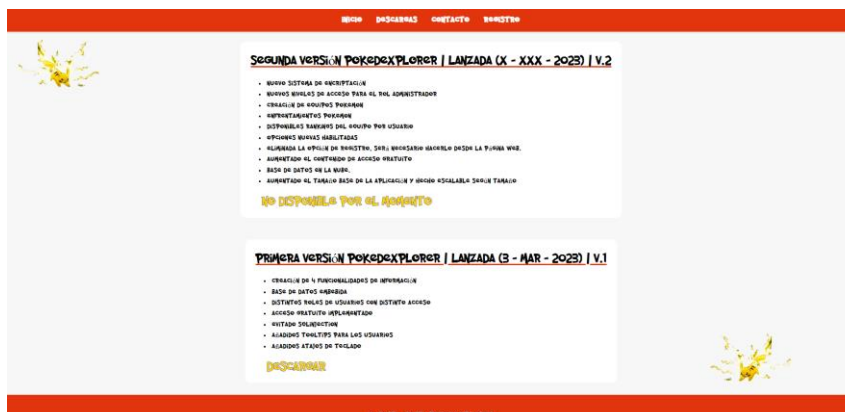 INICIO DESCARGAS CONTACTO REGISTRO
SEGUNDA VERSIÓN POKEDEXPLORER | LANZADA (X - XXX - 2023) | V.2
NUEVO SISTEMA DE ENCRIPTACIÓN
NUEVOS NIVELES DE ACCESO PARA EL ROL ADMINISTRADOR
CREACIÓN DE EQUIPOS POKEMON
ENFRENTAMIENTOS POKEMON
DISPONIBLES RANKINGS DEL EQUIPO POR USUARIO
OPCIONES NUEVAS HABILITADAS
ELIMINADA LA OPCIÓN DE REGISTRO, SERÁ NECESARIO HACERLO DESDE LA PÁGINA WEB.
AUMENTADO EL CONTENIDO DE ACCESO GRATUITO
BASE DE DATOS EN LA NUBE.
AUMENTADO EL TAMAÑO BASE DE LA APLICACIÓN Y HECHO ESCALABLE SEGÚN TAMAÑO
NO DISPONIBLE POR EL MOMENTO
PRIMERA VERSIÓN POKEDEXPLORER | LANZADA (3 - MAR - 2023) | V.1
CREACIÓN DE 4 FUNCIONALIDADES DE INFORMACIÓN
BASE DE DATOS EMBEBIDA
DISTINTOS ROLES DE USUARIOS CON DISTINTO ACCESO
ACCESO GRATUITO IMPLEMENTADO
EVITADO SQLINJECTION
AÑADIDOS TOOLTIPS PARA LOS USUARIOS
AÑADIDOS ATAJOS DE TECLADO
DESCARGAR